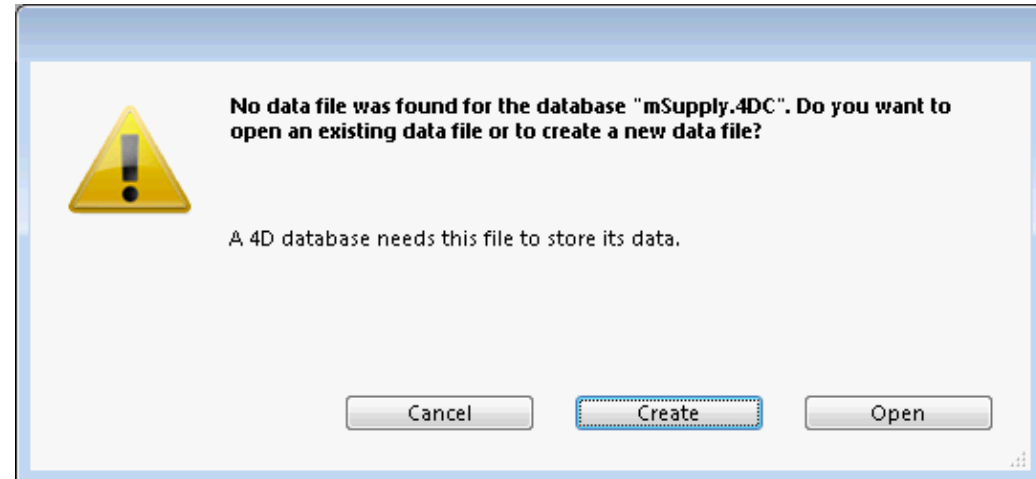 No data file was found for the database "mSupply.4DC". Do you want to
open an existing data file or to create a new data file?
A 4D database needs this file to store its data.
Cancel
Create
Open